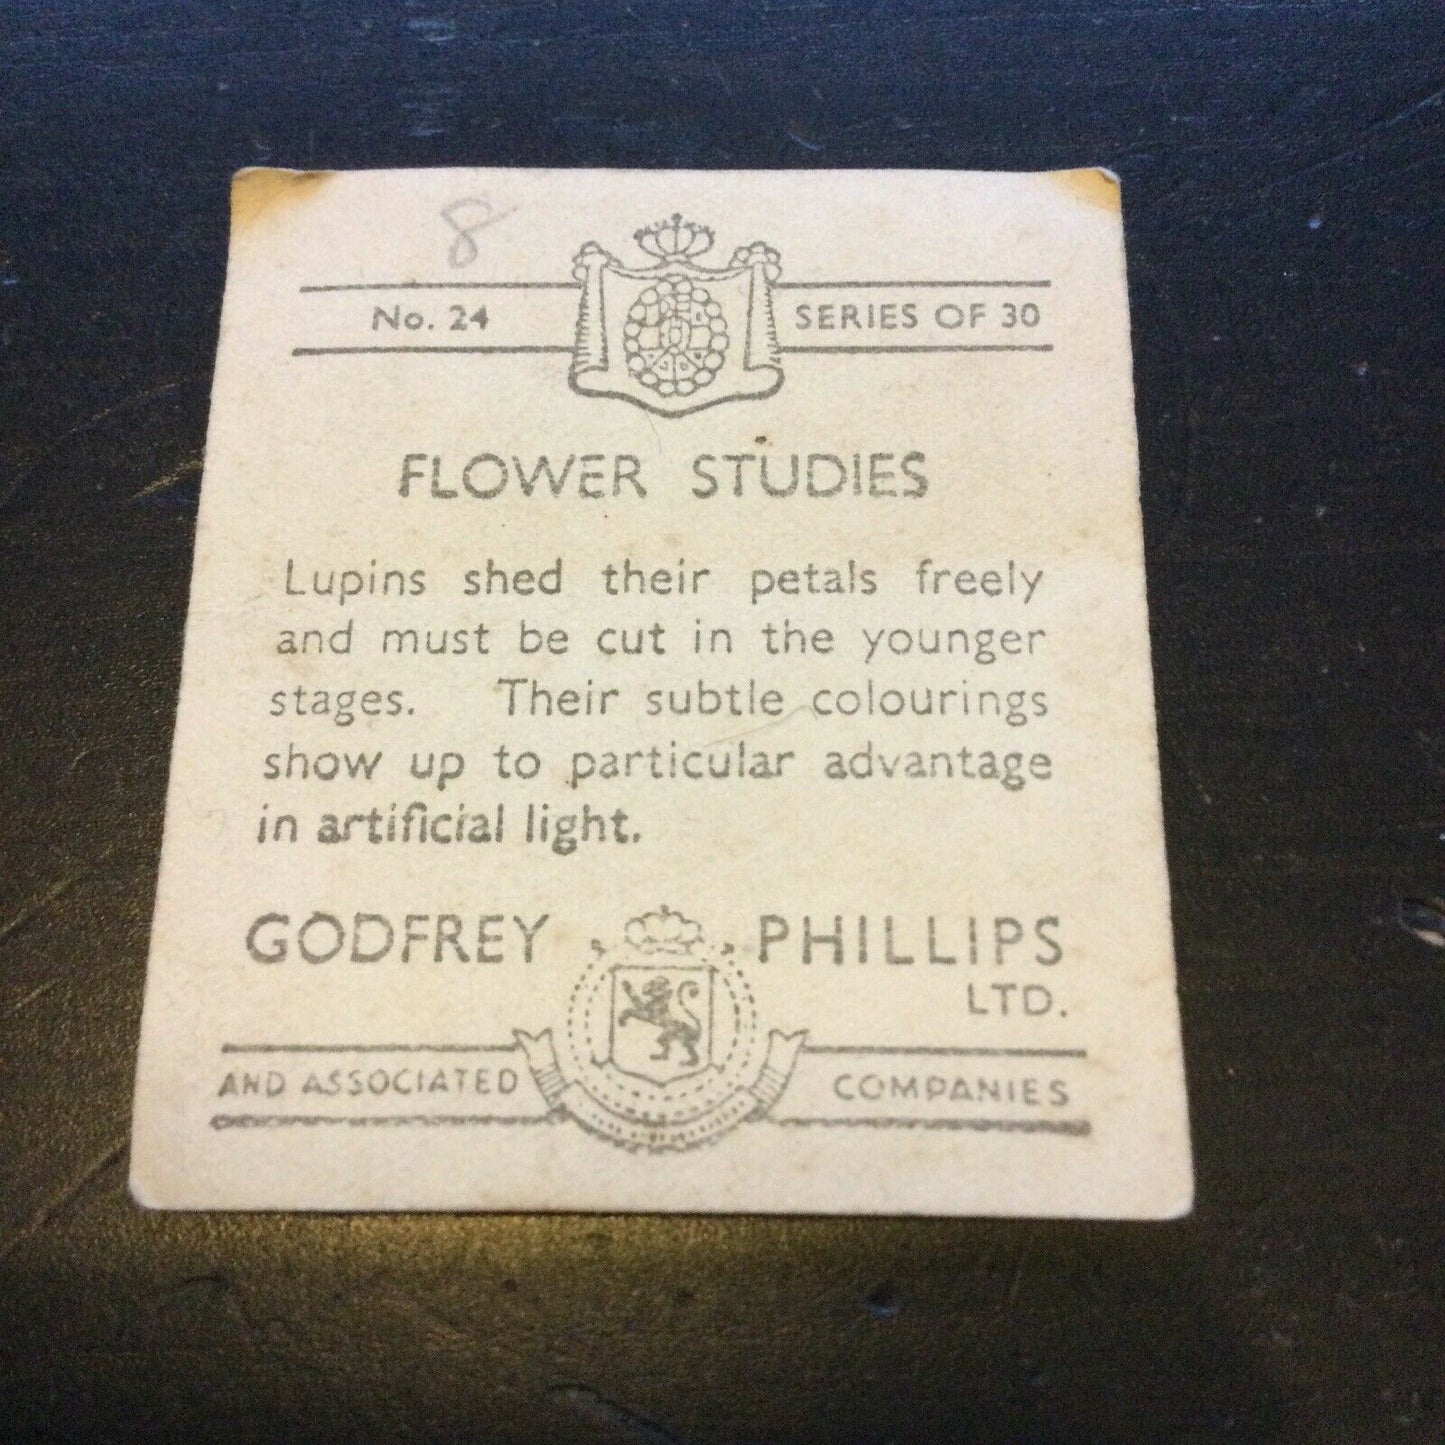 8
No. 24 SERIES OF 30
FLOWER STUDIES
Lupins shed their petals freely
and must be cut in the younger
stages. Their subtle colourings
show up to particular advantage
in artificial light.
GODFREY PHILLIPS
LTD.
AND ASSOCIATED COMPANIES